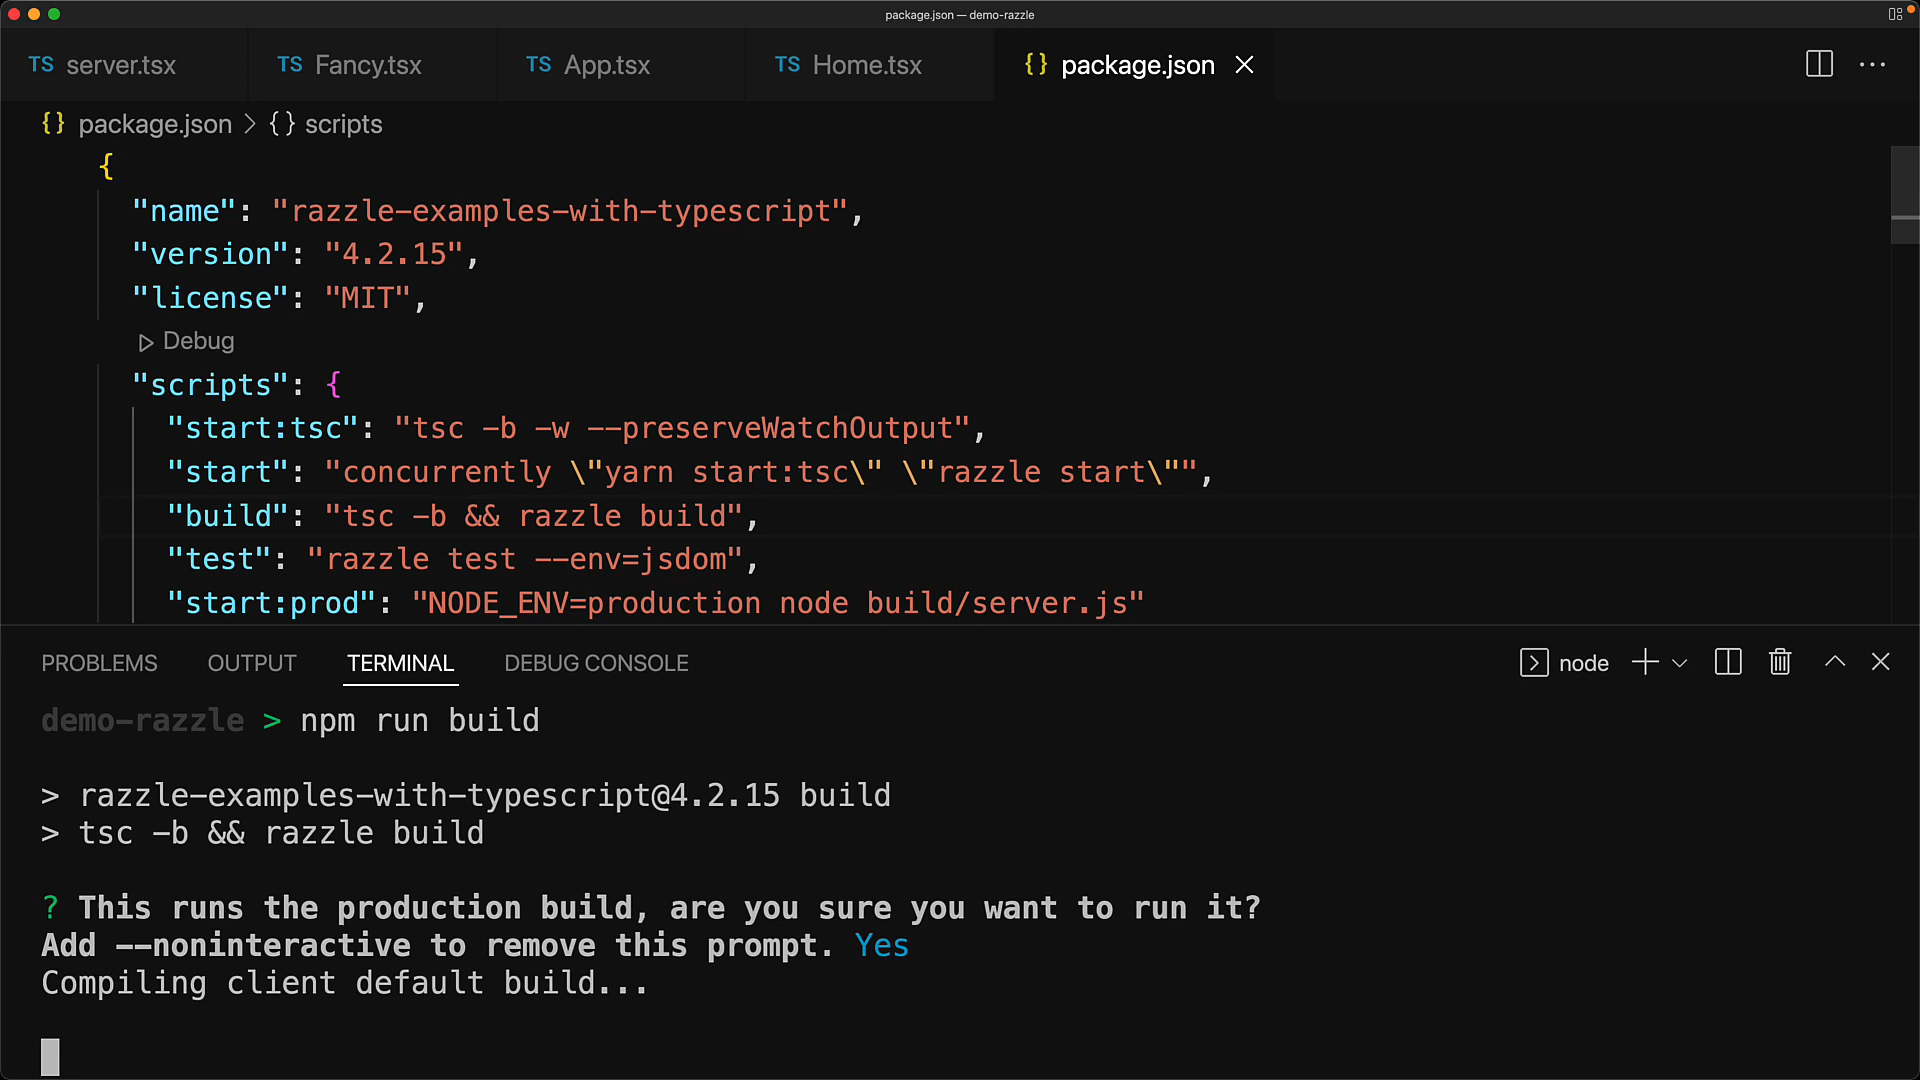 package.json — demo-razzle
TS server.tsx
TS Fancy.tsx
TS App.tsx
TS Home.tsx
{} package.json
{} package.json > {} scripts
{
"name": "razzle-examples-with-typescript",
"version": "4.2.15",
"license": "MIT",
Debug
"scripts": {
"start:tsc": "tsc -b -w --preserveWatchOutput",
"start": "concurrently \"yarn start:tsc\" \"razzle start\"",
"build": "tsc -b && razzle build",
"test": "razzle test --env=jsdom",
"start:prod": "NODE_ENV=production node build/server.js"
PROBLEMS OUTPUT TERMINAL DEBUG CONSOLE
node
demo-razzle > npm run build
> razzle-examples-with-typescript@4.2.15 build
> tsc -b && razzle build
? This runs the production build, are you sure you want to run it?
Add --noninteractive to remove this prompt. Yes
Compiling client default build...